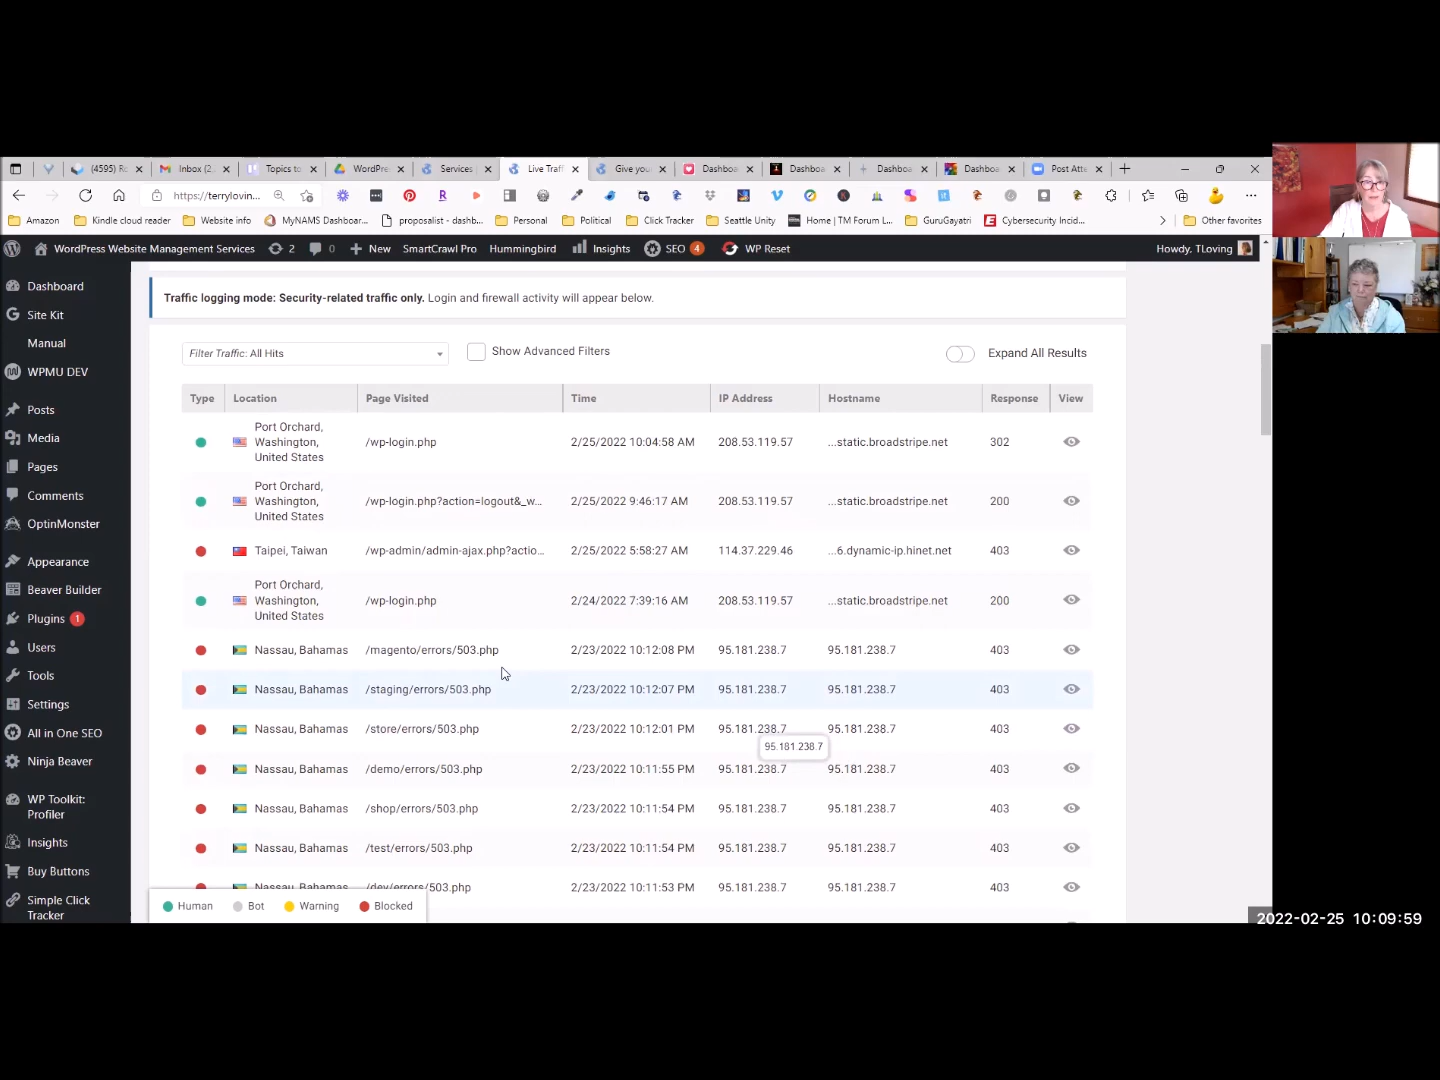 (4595) R
Inbox (2
Topics to
WordPre
Services
Live Traf
Give you
Dashboa
Dashboa
Dashboa
Dashboa
Post Atte
https://terrylovin...
Amazon
Kindle cloud reader
Website info
MyNAMS Dashboar...
proposalist - dashb...
Personal
Political
Click Tracker
Seattle Unity
Home | TM Forum L...
GuruGayatri
Cybersecurity Incid...
Other favorites
WordPress Website Management Services
2
0
New
SmartCrawl Pro
Hummingbird
Insights
SEO 4
WP Reset
Howdy, TLoving
Dashboard
Site Kit
Manual
WPMU DEV
Posts
Media
Pages
Comments
OptinMonster
Appearance
Beaver Builder
Plugins 1
Users
Tools
Settings
All in One SEO
Ninja Beaver
WP Toolkit:
Profiler
Insights
Buy Buttons
Simple Click
Tracker
Traffic logging mode: Security-related traffic only. Login and firewall activity will appear below.
Filter Traffic: All Hits
Show Advanced Filters
Expand All Results
Type Location Page Visited Time IP Address Hostname Response View
Port Orchard,
Washington,
United States
/wp-login.php 2/25/2022 10:04:58 AM 208.53.119.57 ...static.broadstripe.net 302
Port Orchard,
Washington,
United States
/wp-login.php?action=logout&_w... 2/25/2022 9:46:17 AM 208.53.119.57 ...static.broadstripe.net 200
Taipei, Taiwan /wp-admin/admin-ajax.php?actio... 2/25/2022 5:58:27 AM 114.37.229.46 ...6.dynamic-ip.hinet.net 403
Port Orchard,
Washington,
United States
/wp-login.php 2/24/2022 7:39:16 AM 208.53.119.57 ...static.broadstripe.net 200
Nassau, Bahamas /magento/errors/503.php 2/23/2022 10:12:08 PM 95.181.238.7 95.181.238.7 403
Nassau, Bahamas /staging/errors/503.php 2/23/2022 10:12:07 PM 95.181.238.7 95.181.238.7 403
Nassau, Bahamas /store/errors/503.php 2/23/2022 10:12:01 PM 95.181.238.7 95.181.238.7 403
95.181.238.7
Nassau, Bahamas /demo/errors/503.php 2/23/2022 10:11:55 PM 95.181.238.7 95.181.238.7 403
Nassau, Bahamas /shop/errors/503.php 2/23/2022 10:11:54 PM 95.181.238.7 95.181.238.7 403
Nassau, Bahamas /test/errors/503.php 2/23/2022 10:11:54 PM 95.181.238.7 95.181.238.7 403
Nassau, Bahamas /dev/errors/503.php 2/23/2022 10:11:53 PM 95.181.238.7 95.181.238.7 403
Human Bot Warning Blocked
2022-02-25 10:09:59